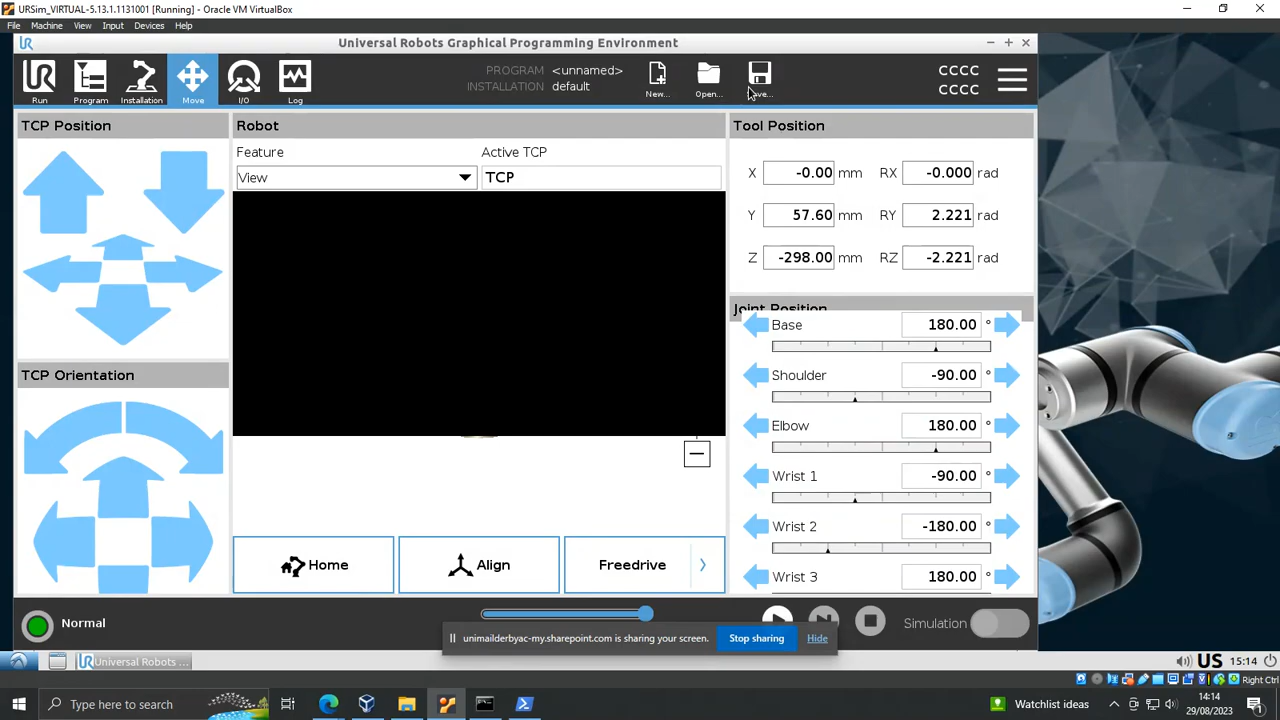 URSim_VIRTUAL-5.13.1.1131001 [Running] - Oracle VM VirtualBox
File Machine View Input Devices Help
Universal Robots Graphical Programming Environment
Run Program Installation Move I/O Log
PROGRAM <unnamed>
INSTALLATION default
New... Open...
CCCC
CCCC
TCP Position
Robot
Tool Position
Feature
Active TCP
View
TCP
X -0.00 mm RX -0.000 rad
Y 57.60 mm RY 2.221 rad
Z -298.00 mm RZ -2.221 rad
Joint Position
Base 180.00 °
Shoulder -90.00 °
TCP Orientation
Elbow 180.00 °
Wrist 1 -90.00 °
Wrist 2 -180.00 °
Wrist 3 180.00 °
Home
Align
Freedrive
Normal
Simulation
unimailderbyac-my.sharepoint.com is sharing your screen. Stop sharing Hide
Universal Robots ...
US 15:14
Right Ctrl
Type here to search
Watchlist ideas
14:14
29/08/2023